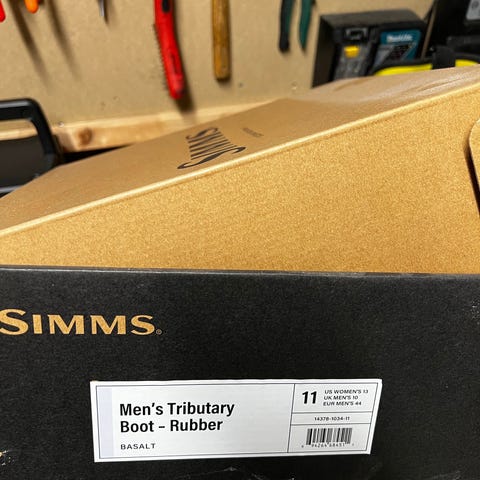 Makita
SIMMS
SIMMS®
Men's Tributary
Boot - Rubber
BASALT
11
US WOMEN'S 13
UK MEN'S 10
EUR MEN'S 44
14378-1034-11